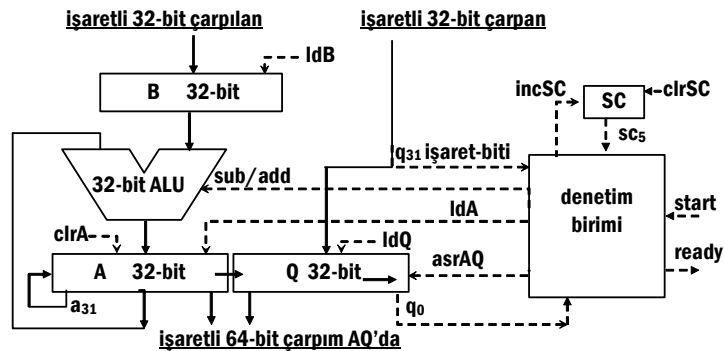 işaretli 32-bit çarpılan
işaretli 32-bit çarpan
ldB
B 32-bit
incSC
SC
clrSC
sc5
q31 işaret-biti
32-bit ALU
sub/add
denetim
birimi
start
ldA
clrA
ldQ
ready
A 32-bit
Q 32-bit
asrAQ
a31
q0
işaretli 64-bit çarpım AQ'da